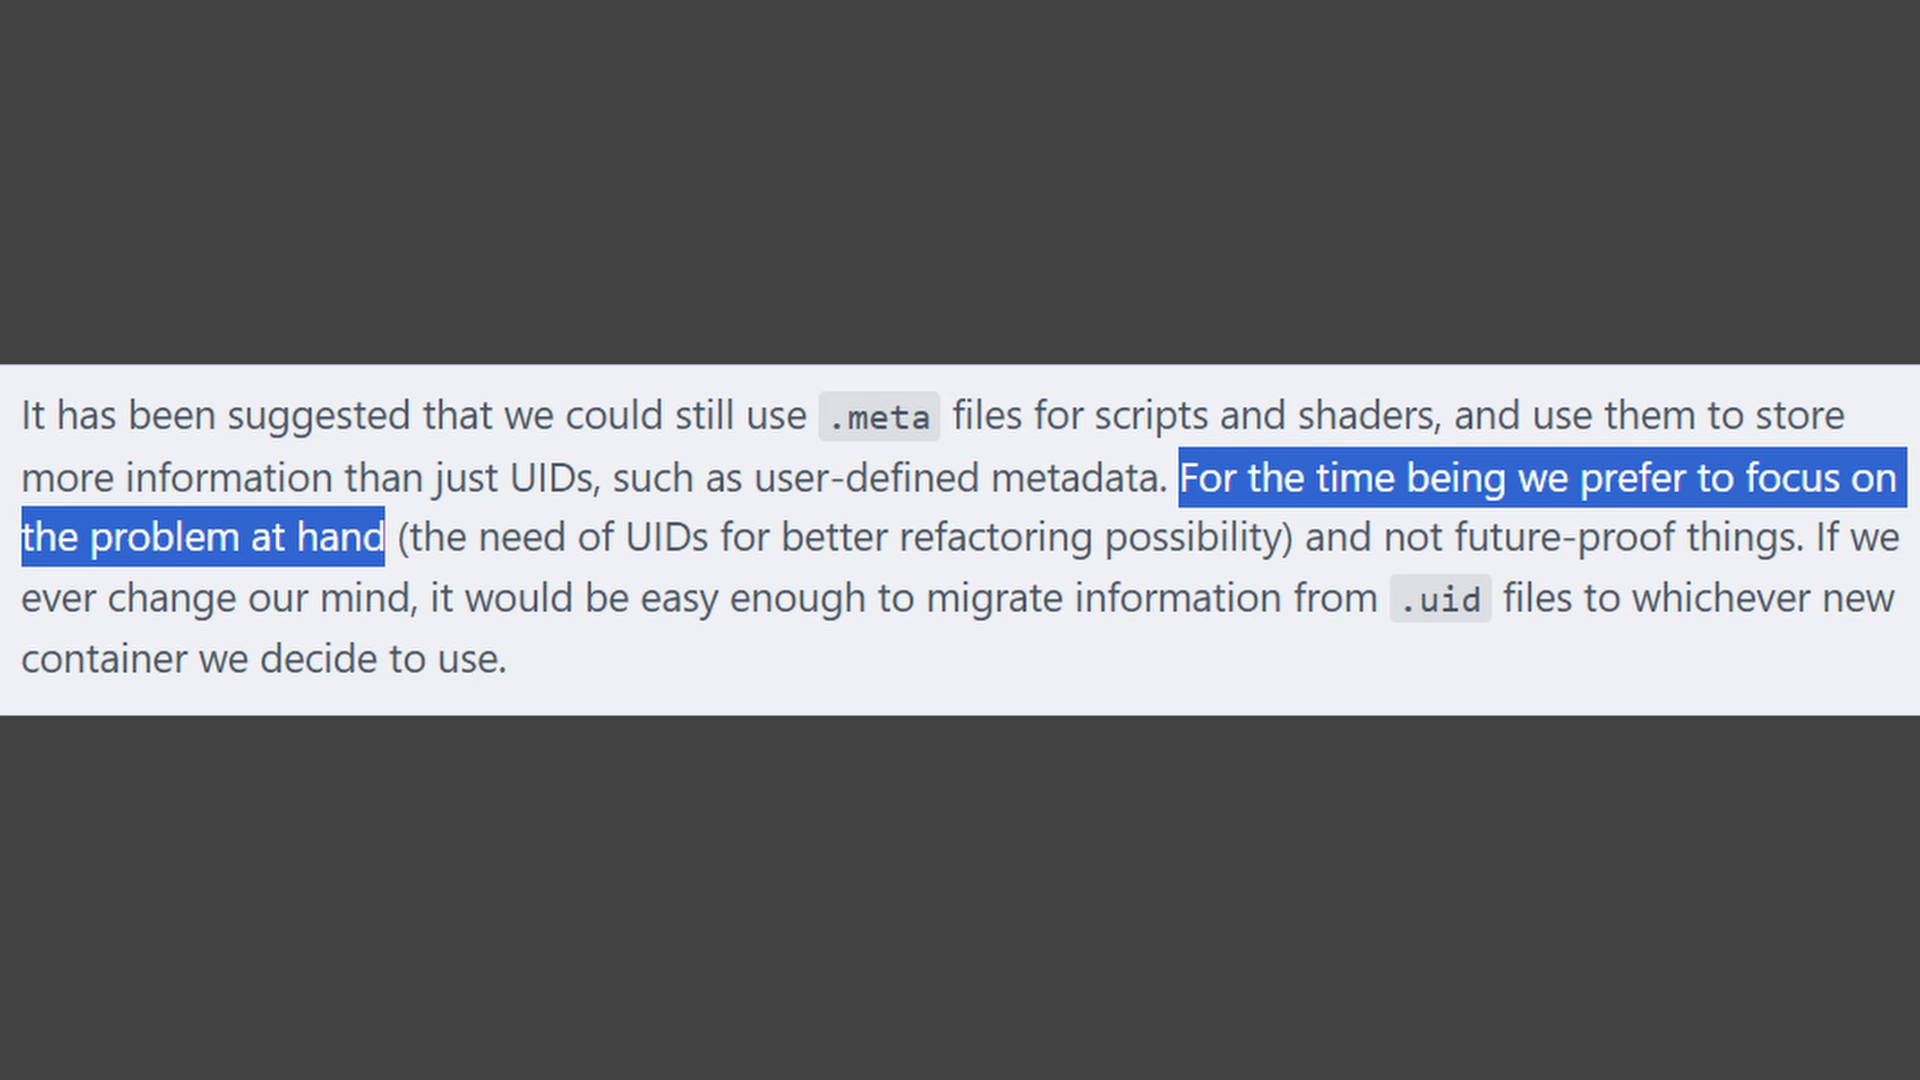 It has been suggested that we could still use .meta files for scripts and shaders, and use them to store
more information than just UIDs, such as user-defined metadata. For the time being we prefer to focus on
the problem at hand (the need of UIDs for better refactoring possibility) and not future-proof things. If we
ever change our mind, it would be easy enough to migrate information from .uid files to whichever new
container we decide to use.